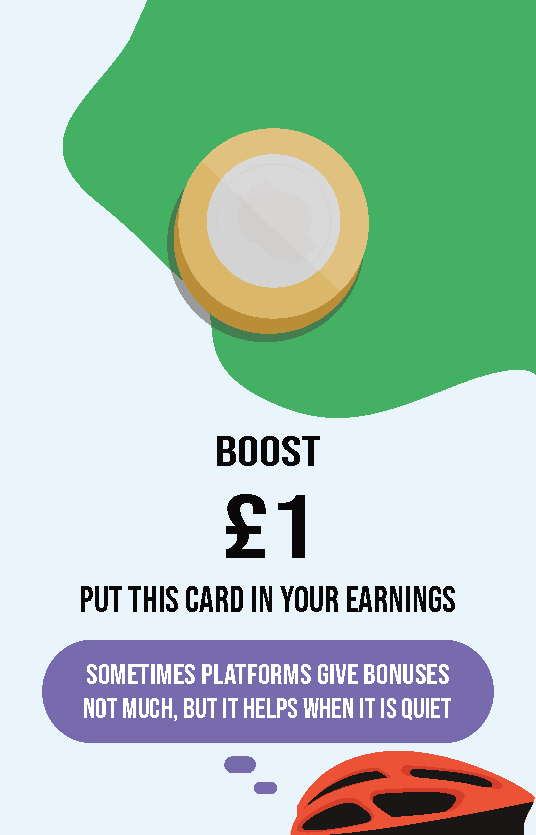 BOOST
£1
PUT THIS CARD IN YOUR EARNINGS
SOMETIMES PLATFORMS GIVE BONUSES
NOT MUCH, BUT IT HELPS WHEN IT IS QUIET